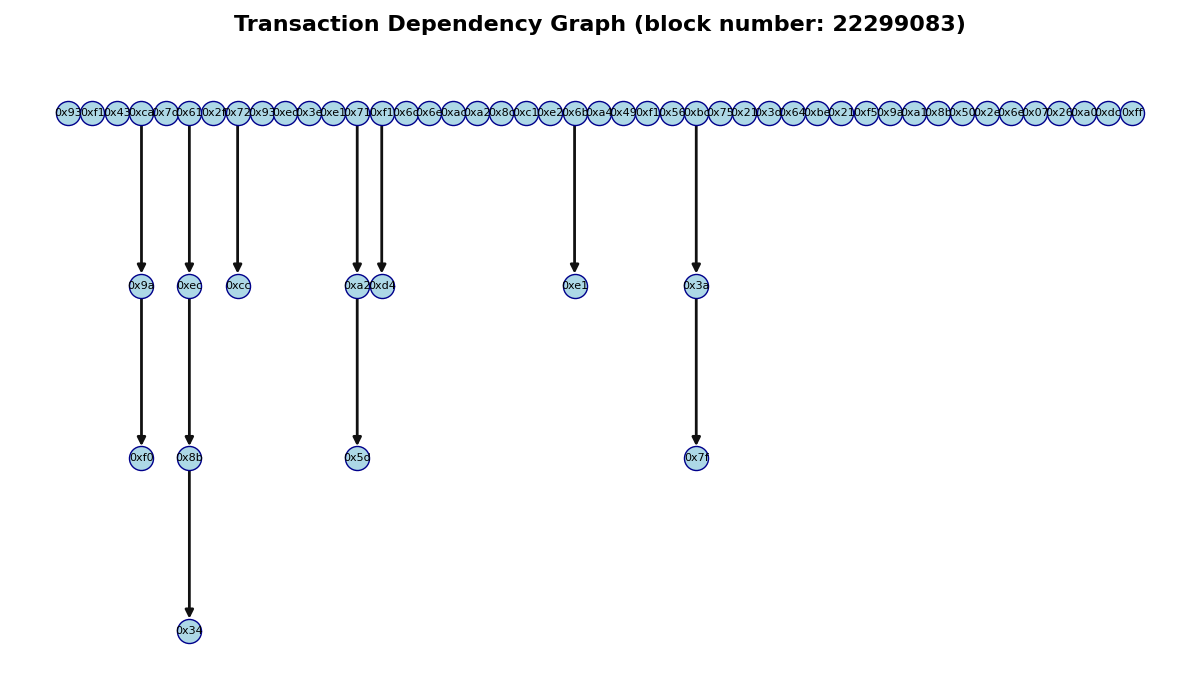 Transaction Dependency Graph (block number: 22299083)
0x93 0xf1 0x43 0xca 0x7c 0x61 0x2f 0x72 0x93 0xed 0x3e 0xe1 0x71 0xf1 0x6c 0x6e 0xac 0xa2 0x8c 0xc1 0xe2 0x6b 0xa4 0x49 0xf1 0x56 0xbc 0x75 0x21 0x3d 0x64 0xbe 0x21 0xf5 0x9a 0xa1 0x8b 0x50 0x2e 0x6e 0x07 0x26 0xa0 0xdc 0xff
0x9a 0xec 0xcc 0xa2 0xd4 0xe1 0x3a
0xf0 0x8b 0x5d 0x7f
0x34